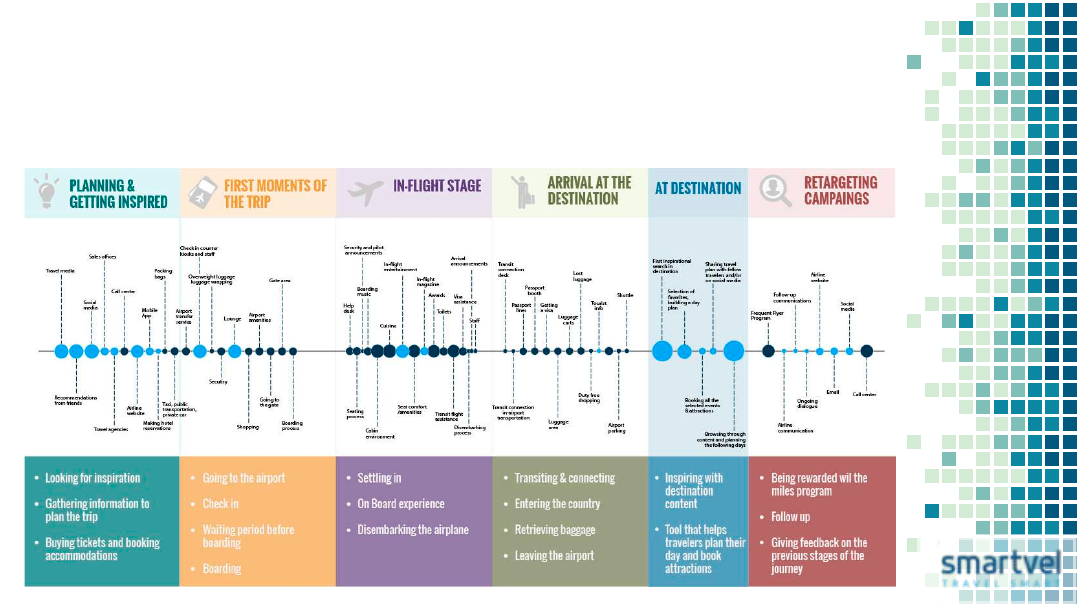 PLANNING &
GETTING INSPIRED
FIRST MOMENTS OF
THE TRIP
IN-FLIGHT STAGE
ARRIVAL AT THE
DESTINATION
AT DESTINATION
RETARGETING
CAMPAINGS
Travel media
Sales offices
Social
media
Call center
Mobile
App
Packing
bags
Recommendations
from friends
Travel agencies
Airline
website
Making hotel
reservations
Taxi, public
transportation,
private car
Airport
transfer
service
Check in counter
kiosks and staff
Overweight luggage
luggage wrapping
Lounge
Airport
amenities
Gate area
Secutiry
Shopping
Going to
the gate
Boarding
process
Security and pilot
announcements
Help
desk
Boarding
music
In-flight
entertainment
Cuisine
In-flight
magazine
Awards
Toilets
Arrival
announcements
Visa
assistance
Staff
Seating
process
Cabin
environment
Seat comfort
Amenities
Transit flight
assistance
Disembarking
process
Transit
connection
desk
Passport
lines
Passport
booth
Getting
a visa
Luggage
carts
Lost
luggage
Tourist
info
Shuttle
Transit connection
in airport
transportation
Luggage
area
Duty free
shopping
Airport
parking
First inspirational
search in
destination
Selection of
favorites,
building a day
plan
Sharing travel
plan with fellow
travelers and/or
on social media
Booking all the
selected events
& attractions
Browsing through
content and planning
the following days
Frequent Flyer
Program
Follow up
communications
Airline
website
Social
media
Airline
communication
Ongoing
dialogue
Email
Call center
• Looking for inspiration
• Gathering information to
plan the trip
• Buying tickets and booking
accommodations
• Going to the airport
• Check in
• Waiting period before
boarding
• Boarding
• Settling in
• On Board experience
• Disembarking the airplane
• Transiting & connecting
• Entering the country
• Retrieving baggage
• Leaving the airport
• Inspiring with
destination
content
• Tool that helps
travelers plan their
day and book
attractions
• Being rewarded wil the
miles program
• Follow up
• Giving feedback on the
previous stages of the
journey
smartvel
TRAVEL SMART